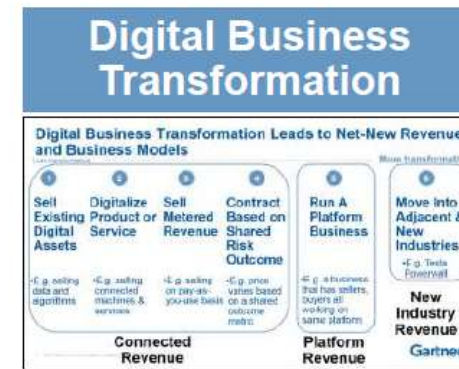 Digital Business
Transformation
Digital Business Transformation Leads to Net-New Revenue
and Business Models
1
Sell
Existing
Digital
Assets
•E.g. selling
data and
algorithms
2
Digitalize
Product or
Service
•E.g. selling
connected
machines &
services
3
Sell
Metered
Revenue
•E.g. selling
on pay-as-
you-use basis
4
Contract
Based on
Shared
Risk
Outcome
•E.g. price
varies based
on a shared
outcome
metric
Connected
Revenue
5
Run A
Platform
Business
•E.g. a business
that has sellers,
buyers all
working on
same platform
Platform
Revenue
6
Move Into
Adjacent &
New
Industries
•E.g. Tesla
Powerwall
New
Industry
Revenue
Gartner